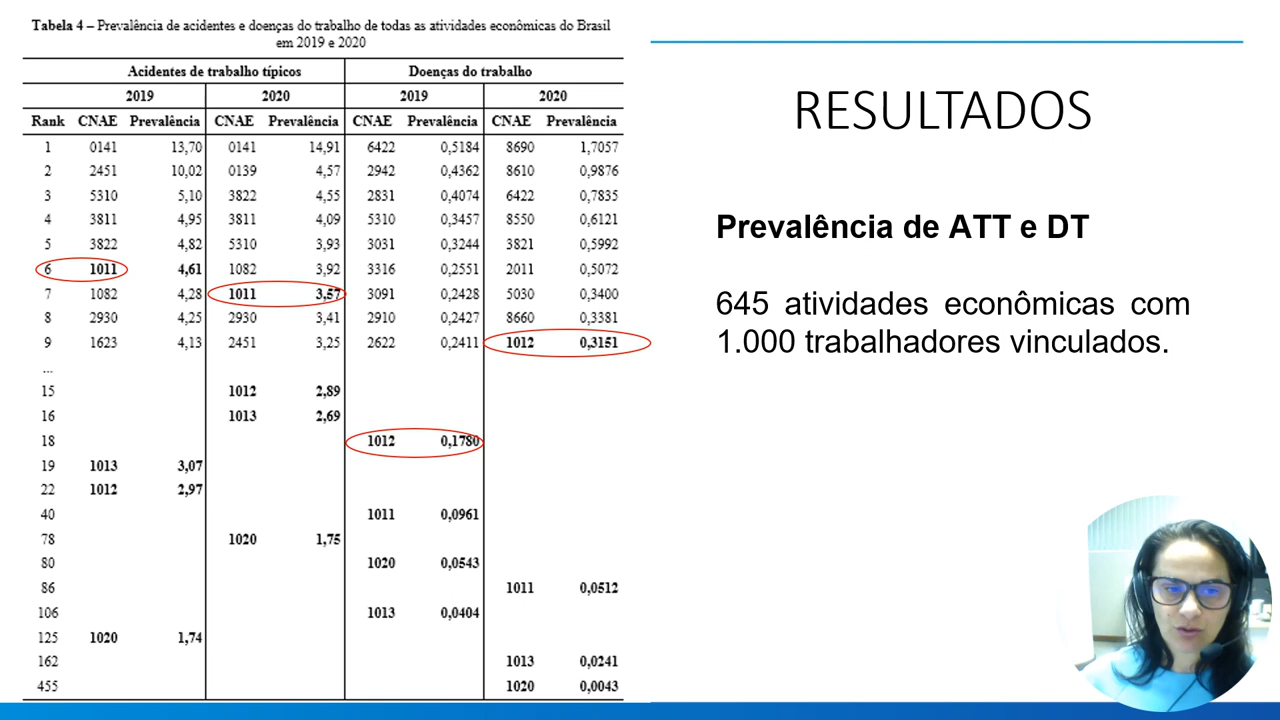 Tabela 4 – Prevalência de acidentes e doenças do trabalho de todas as atividades econômicas do Brasil
em 2019 e 2020
Acidentes de trabalho típicos Doenças do trabalho
2019 2020 2019 2020
Rank CNAE Prevalência CNAE Prevalência CNAE Prevalência CNAE Prevalência
1 0141 13,70 0141 14,91 6422 0,5184 8690 1,7057
2 2451 10,02 0139 4,57 2942 0,4362 8610 0,9876
3 5310 5,10 3822 4,55 2831 0,4074 6422 0,7835
4 3811 4,95 3811 4,09 5310 0,3457 8550 0,6121
5 3822 4,82 5310 3,93 3031 0,3244 3821 0,5992
6 1011 4,61 1082 3,92 3316 0,2551 2011 0,5072
7 1082 4,28 1011 3,57 3091 0,2428 5030 0,3400
8 2930 4,25 2930 3,41 2910 0,2427 8660 0,3381
9 1623 4,13 2451 3,25 2622 0,2411 1012 0,3151
...
15 1012 2,89
16 1013 2,69
18 1012 0,1780
19 1013 3,07
22 1012 2,97
40 1011 0,0961
78 1020 1,75
80 1020 0,0543
86 1011 0,0512
106 1013 0,0404
125 1020 1,74
162 1013 0,0241
455 1020 0,0043
RESULTADOS
Prevalência de ATT e DT
645 atividades econômicas com
1.000 trabalhadores vinculados.